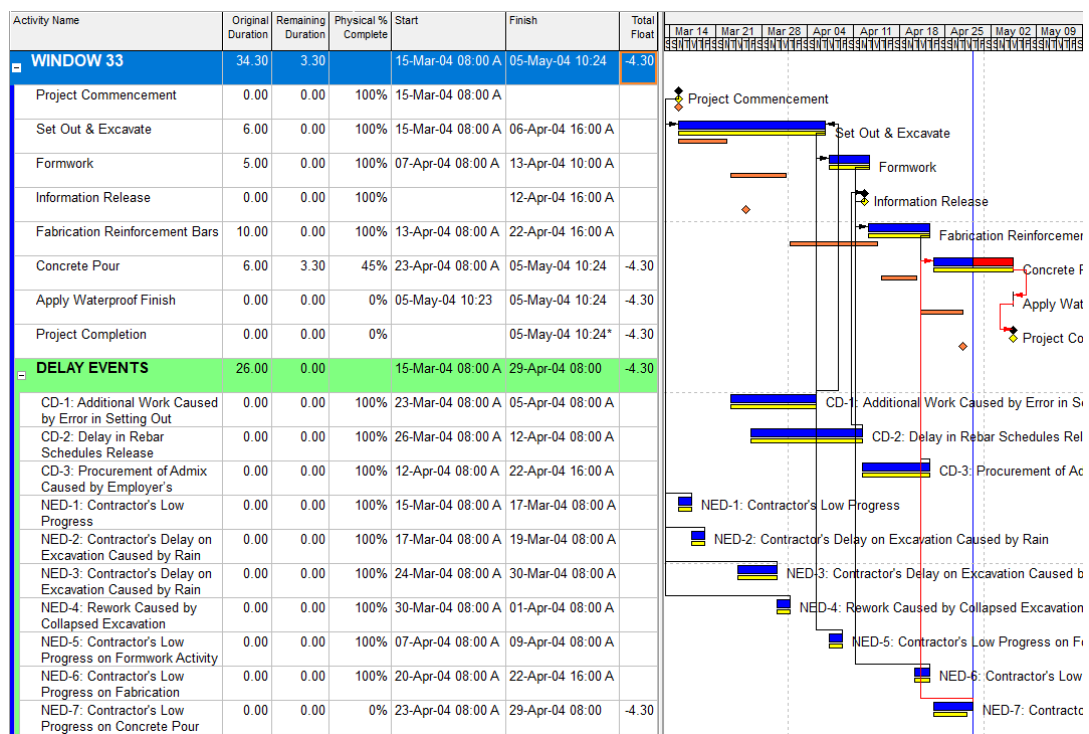 Activity Name Original Remaining Physical % Start Finish Total
Duration Duration Complete Float
Mar 14 Mar 21 Mar 28 Apr 04 Apr 11 Apr 18 Apr 25 May 02 May 09
WINDOW 33 34.30 3.30 15-Mar-04 08:00 A 05-May-04 10:24 -4.30
Project Commencement 0.00 0.00 100% 15-Mar-04 08:00 A Project Commencement
Set Out & Excavate 6.00 0.00 100% 15-Mar-04 08:00 A 06-Apr-04 16:00 A Set Out & Excavate
Formwork 5.00 0.00 100% 07-Apr-04 08:00 A 13-Apr-04 10:00 A Formwork
Information Release 0.00 0.00 100% 12-Apr-04 16:00 A Information Release
Fabrication Reinforcement Bars 10.00 0.00 100% 13-Apr-04 08:00 A 22-Apr-04 16:00 A Fabrication Reinforcemen
Concrete Pour 6.00 3.30 45% 23-Apr-04 08:00 A 05-May-04 10:24 -4.30 Concrete P
Apply Waterproof Finish 0.00 0.00 0% 05-May-04 10:23 05-May-04 10:24 -4.30 Apply Wat
Project Completion 0.00 0.00 0% 05-May-04 10:24* -4.30 Project Co
DELAY EVENTS 26.00 0.00 15-Mar-04 08:00 A 29-Apr-04 08:00 -4.30
CD-1: Additional Work Caused 0.00 0.00 100% 23-Mar-04 08:00 A 05-Apr-04 08:00 A CD-1: Additional Work Caused by Error in Se
by Error in Setting Out
CD-2: Delay in Rebar 0.00 0.00 100% 26-Mar-04 08:00 A 12-Apr-04 08:00 A CD-2: Delay in Rebar Schedules Rel
Schedules Release
CD-3: Procurement of Admix 0.00 0.00 100% 12-Apr-04 08:00 A 22-Apr-04 16:00 A CD-3: Procurement of Ad
Caused by Employer's
NED-1: Contractor's Low 0.00 0.00 100% 15-Mar-04 08:00 A 17-Mar-04 08:00 A NED-1: Contractor's Low Progress
Progress
NED-2: Contractor's Delay on 0.00 0.00 100% 17-Mar-04 08:00 A 19-Mar-04 08:00 A NED-2: Contractor's Delay on Excavation Caused by Rain
Excavation Caused by Rain
NED-3: Contractor's Delay on 0.00 0.00 100% 24-Mar-04 08:00 A 30-Mar-04 08:00 A NED-3: Contractor's Delay on Excavation Caused b
Excavation Caused by Rain
NED-4: Rework Caused by 0.00 0.00 100% 30-Mar-04 08:00 A 01-Apr-04 08:00 A NED-4: Rework Caused by Collapsed Excavation
Collapsed Excavation
NED-5: Contractor's Low 0.00 0.00 100% 07-Apr-04 08:00 A 09-Apr-04 08:00 A NED-5: Contractor's Low Progress on F
Progress on Formwork Activity
NED-6: Contractor's Low 0.00 0.00 100% 20-Apr-04 08:00 A 22-Apr-04 16:00 A NED-6: Contractor's Low
Progress on Fabrication
NED-7: Contractor's Low 0.00 0.00 0% 23-Apr-04 08:00 A 29-Apr-04 08:00 -4.30 NED-7: Contracto
Progress on Concrete Pour